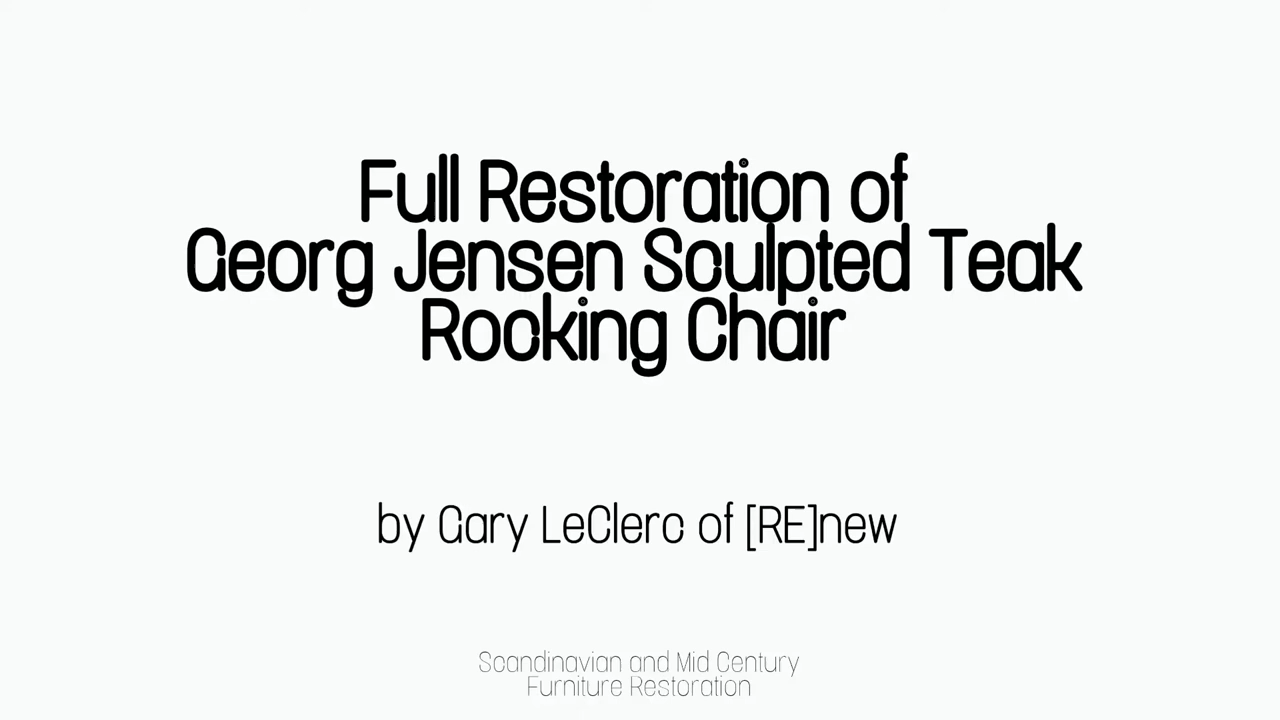 Full Restoration of
Georg Jensen Sculpted Teak
Rocking Chair
by Gary LeClerc of [RE]new
Scandinavian and Mid Century
Furniture Restoration